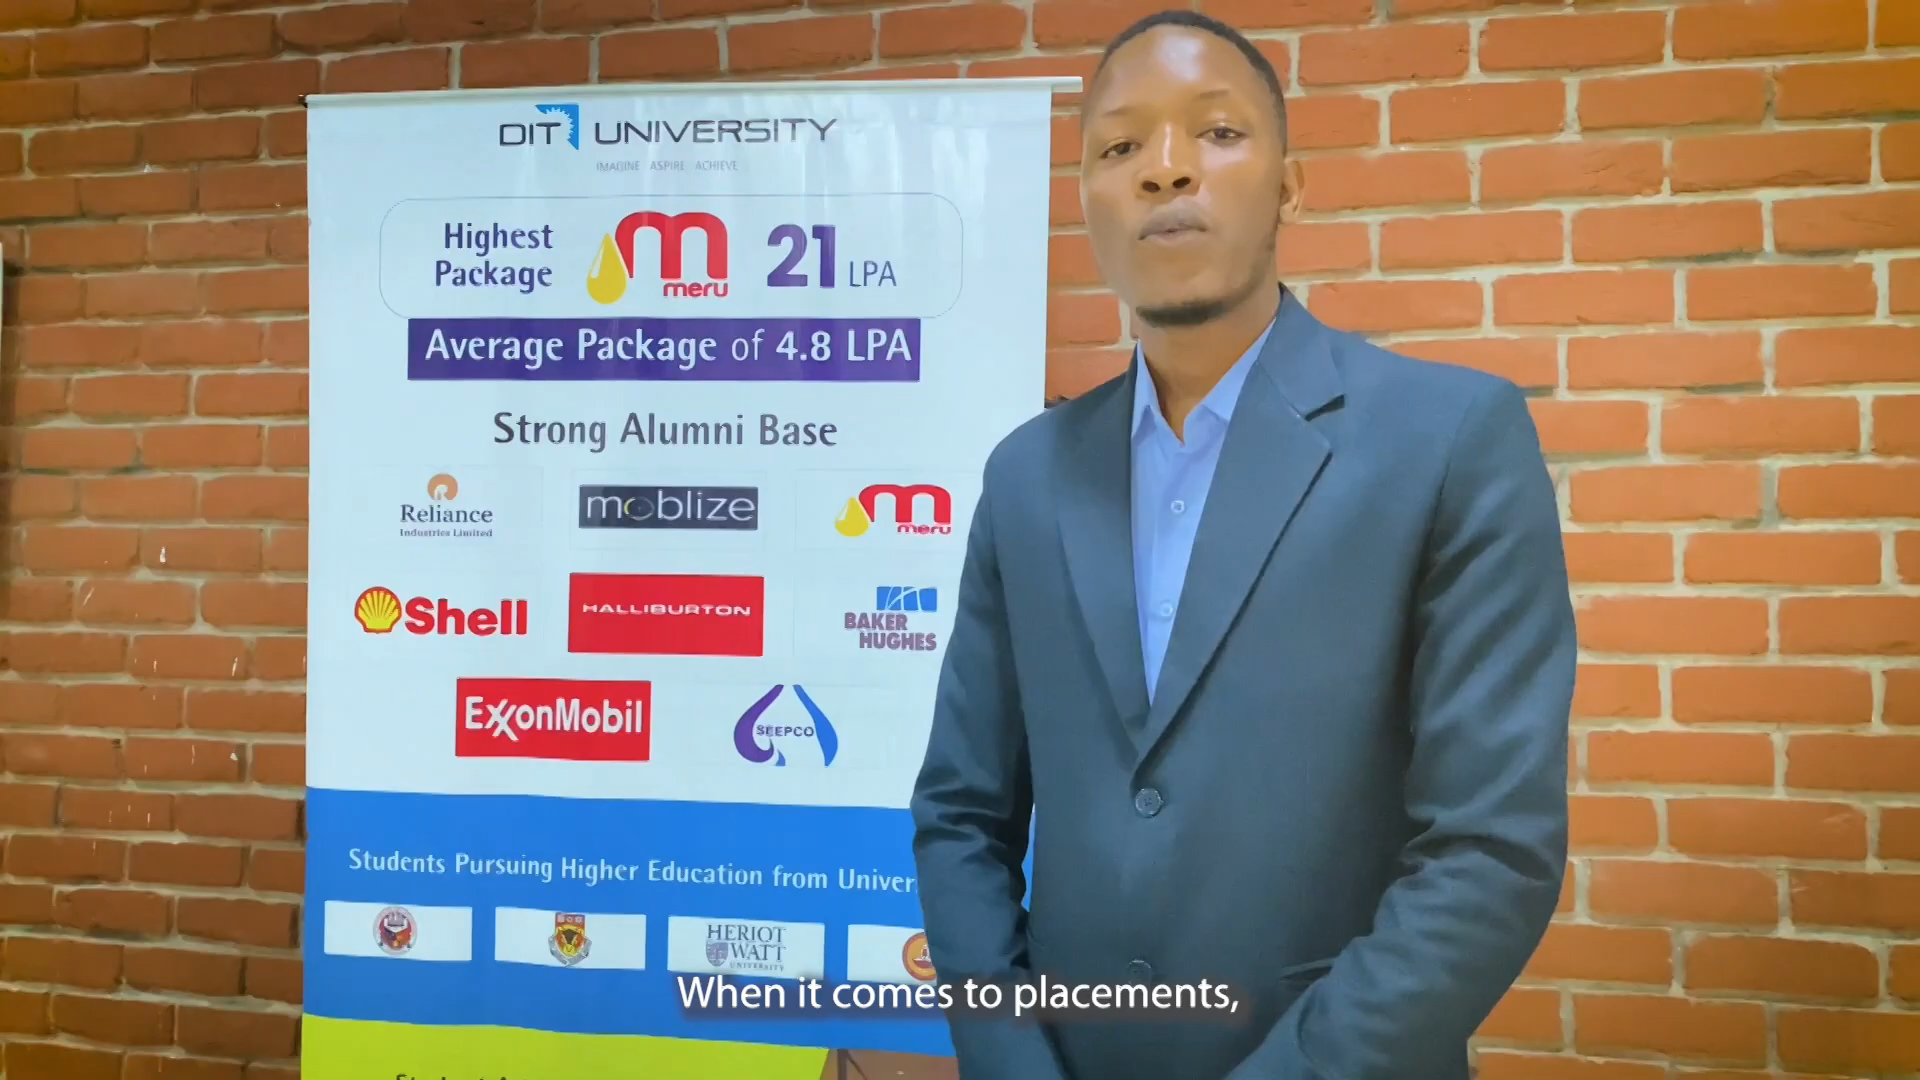 DIT UNIVERSITY
IMAGINE ASPIRE ACHIEVE
Highest
Package
m
meru
21 LPA
Average Package of 4.8 LPA
Strong Alumni Base
Reliance
Industries Limited
moblize
m
meru
Shell
HALLIBURTON
BAKER
HUGHES
ExxonMobil
SEEPCO
Students Pursuing Higher Education from Univer
HERIOT
WATT
UNIVERSITY
When it comes to placements,